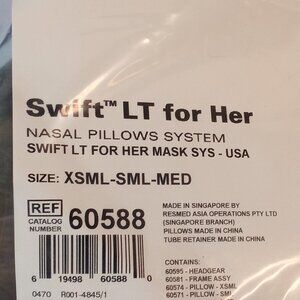 Swift™ LT for Her
NASAL PILLOWS SYSTEM
SWIFT LT FOR HER MASK SYS - USA
SIZE: XSML-SML-MED
REF
CATALOG
NUMBER
60588
MADE IN SINGAPORE BY
RESMED ASIA OPERATIONS PTY LTD
(SINGAPORE BRANCH)
PILLOWS MADE IN CHINA
TUBE RETAINER MADE IN CHINA
6 19498 60588 0
0470 R001-4845/1
CONTAINS:
60595 - HEADGEAR
60581 - FRAME ASSY
60574 - PILLOW - XSML
60571 - PILLOW - SML